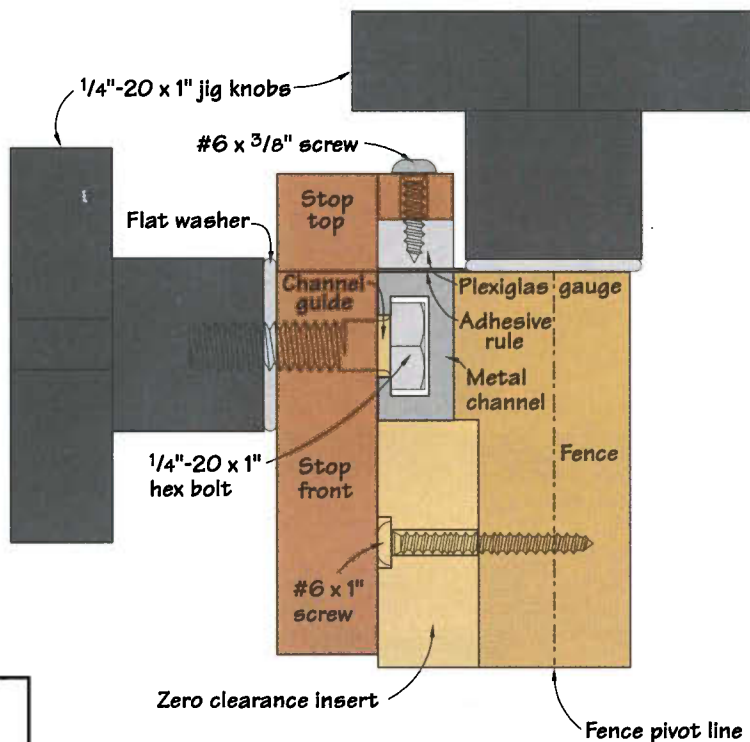 1/4"-20 x 1" jig knobs
#6 x 3/8" screw
Stop
top
Flat washer
Channel
guide
Plexiglas gauge
Adhesive
rule
Metal
channel
1/4"-20 x 1"
hex bolt
Stop
front
Fence
#6 x 1"
screw
Zero clearance insert
Fence pivot line